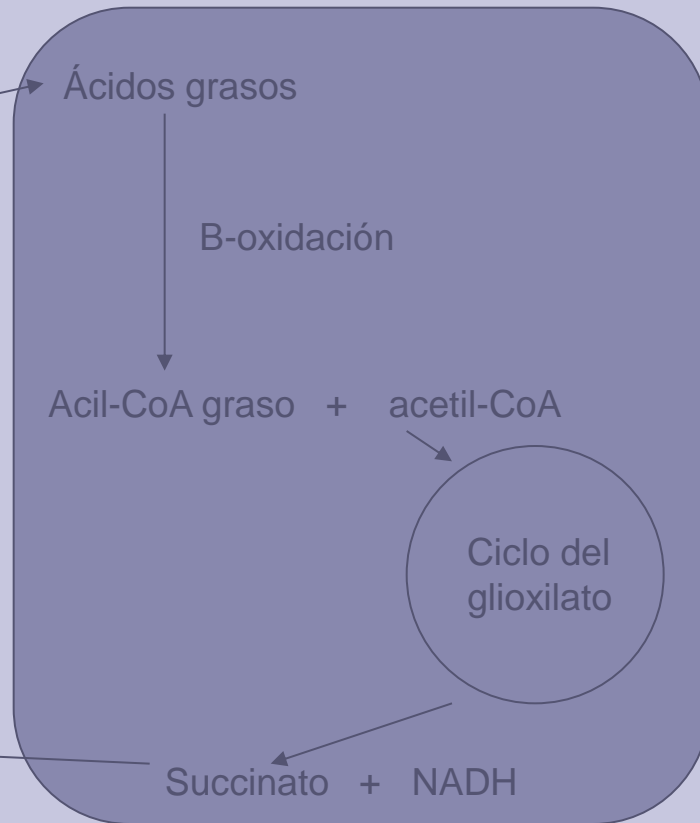 Ácidos grasos
B-oxidación
Acil-CoA graso + acetil-CoA
Ciclo del
glioxilato
Succinato + NADH